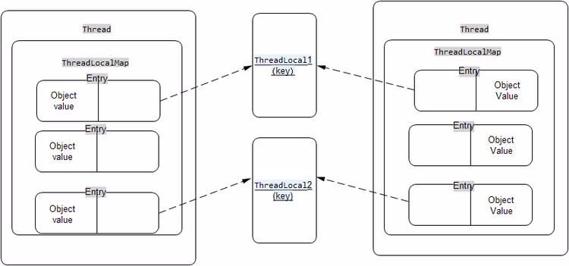 Thread
ThreadLocalMap
Entry
Object
value
Entry
Object
value
Entry
Object
value
ThreadLocal1
(key)
ThreadLocal2
(key)
Thread
ThreadLocalMap
Entry
Object
Value
Entry
Object
Value
Entry
Object
Value